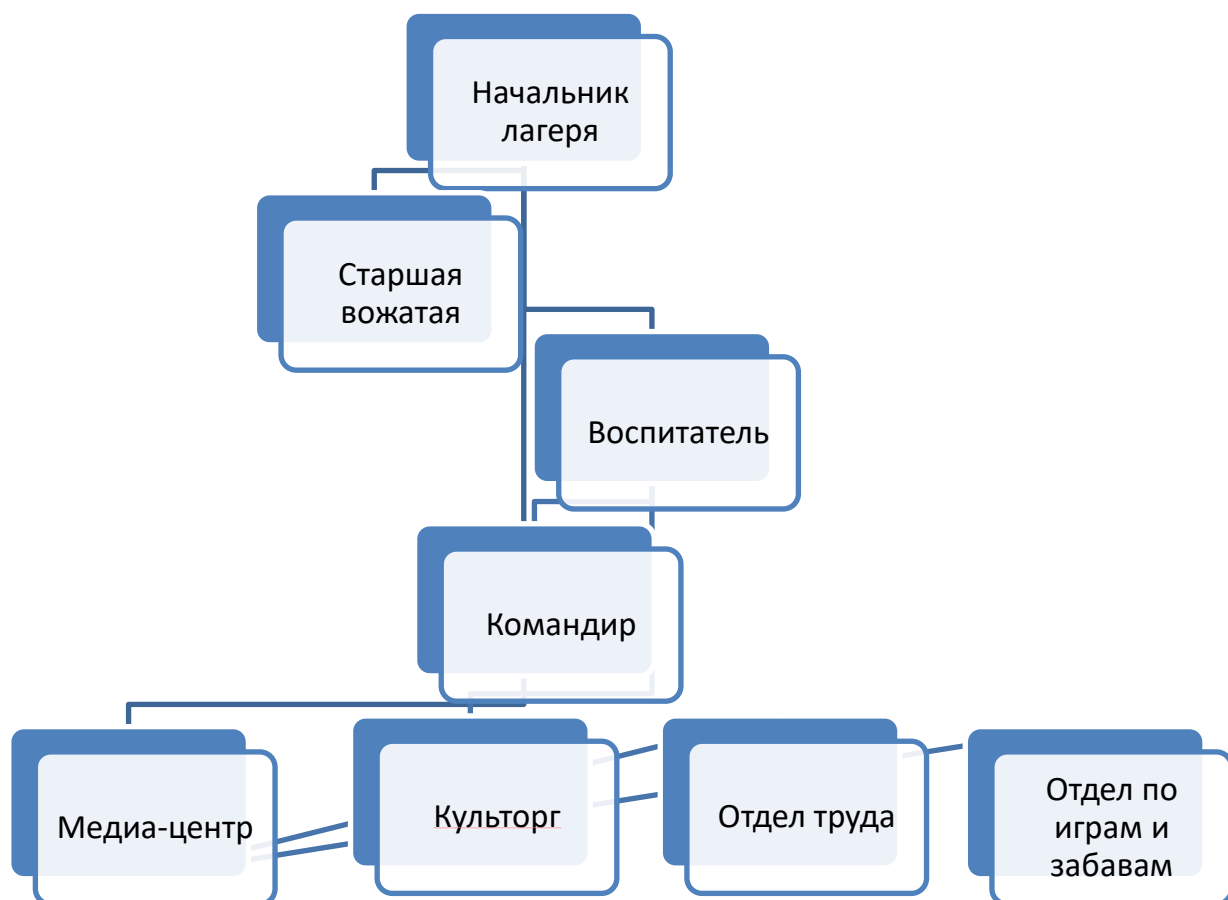 Начальник
лагеря
Старшая
вожатая
Воспитатель
Командир
Медиа-центр
Культорг
Отдел труда
Отдел по
играм и
забавам